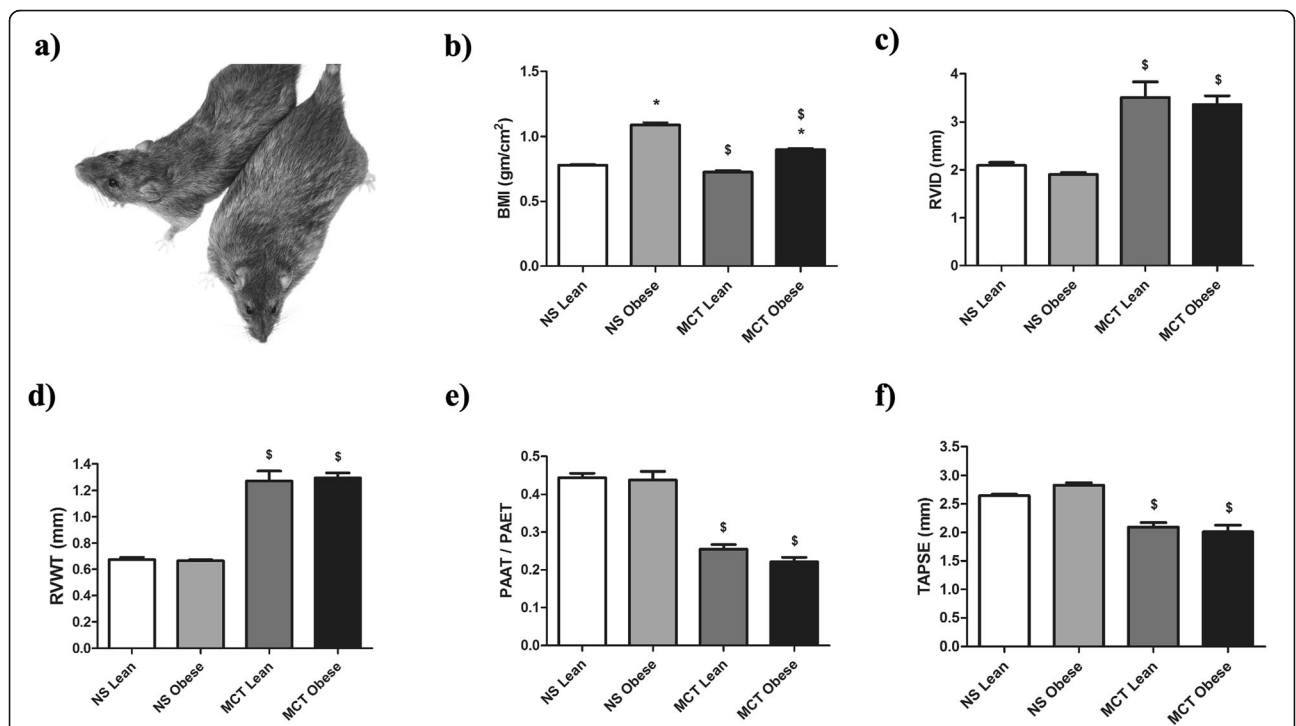 a)
b)
BMI (gm/cm²)
1.5
1.0
0.5
0.0
*
$
$
*
NS Lean
NS Obese
MCT Lean
MCT Obese
c)
RVID (mm)
4
3
2
1
0
$
$
NS Lean
NS Obese
MCT Lean
MCT Obese
d)
RVWT (mm)
1.4
1.2
1.0
0.8
0.6
0.4
0.2
0.0
$
$
NS Lean
NS Obese
MCT Lean
MCT Obese
e)
PAAT / PAET
0.5
0.4
0.3
0.2
0.1
0.0
$
$
NS Lean
NS Obese
MCT Lean
MCT Obese
f)
TAPSE (mm)
3.5
3.0
2.5
2.0
1.5
1.0
0.5
0.0
$
$
NS Lean
NS Obese
MCT Lean
MCT Obese